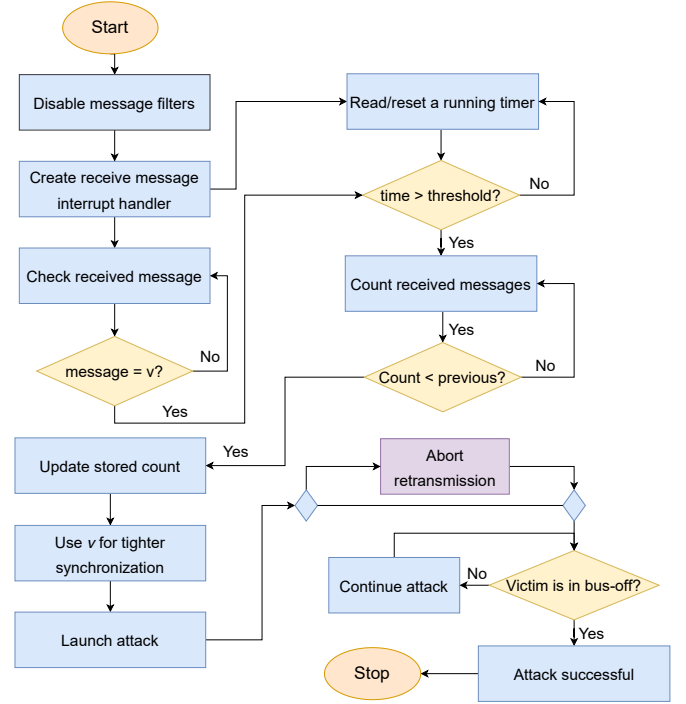 Start
Disable message filters
Read/reset a running timer
Create receive message
interrupt handler
time > threshold?
No
Yes
Check received message
Count received messages
Yes
message = v?
No
Count < previous?
No
Yes
Yes
Update stored count
Abort
retransmission
Use v for tighter
synchronization
Continue attack
No
Victim is in bus-off?
Launch attack
Yes
Stop
Attack successful